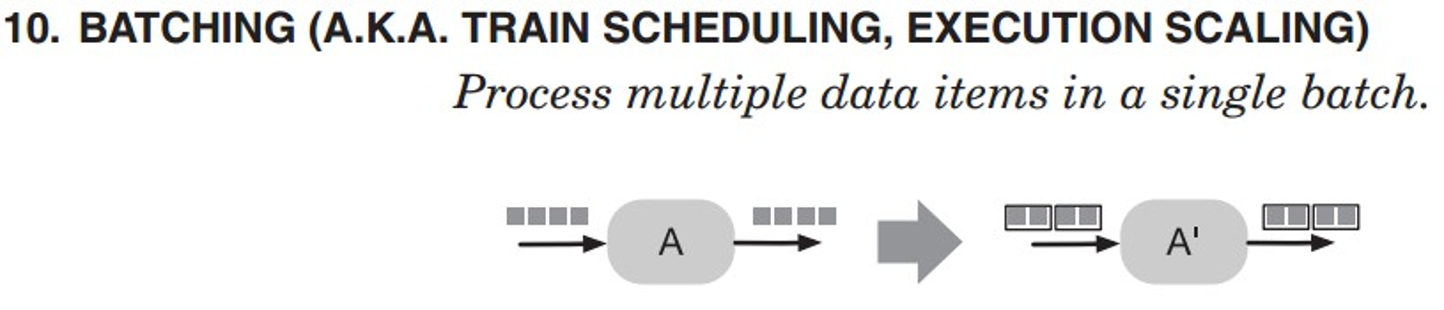 10. BATCHING (A.K.A. TRAIN SCHEDULING, EXECUTION SCALING)
Process multiple data items in a single batch.
A
A'